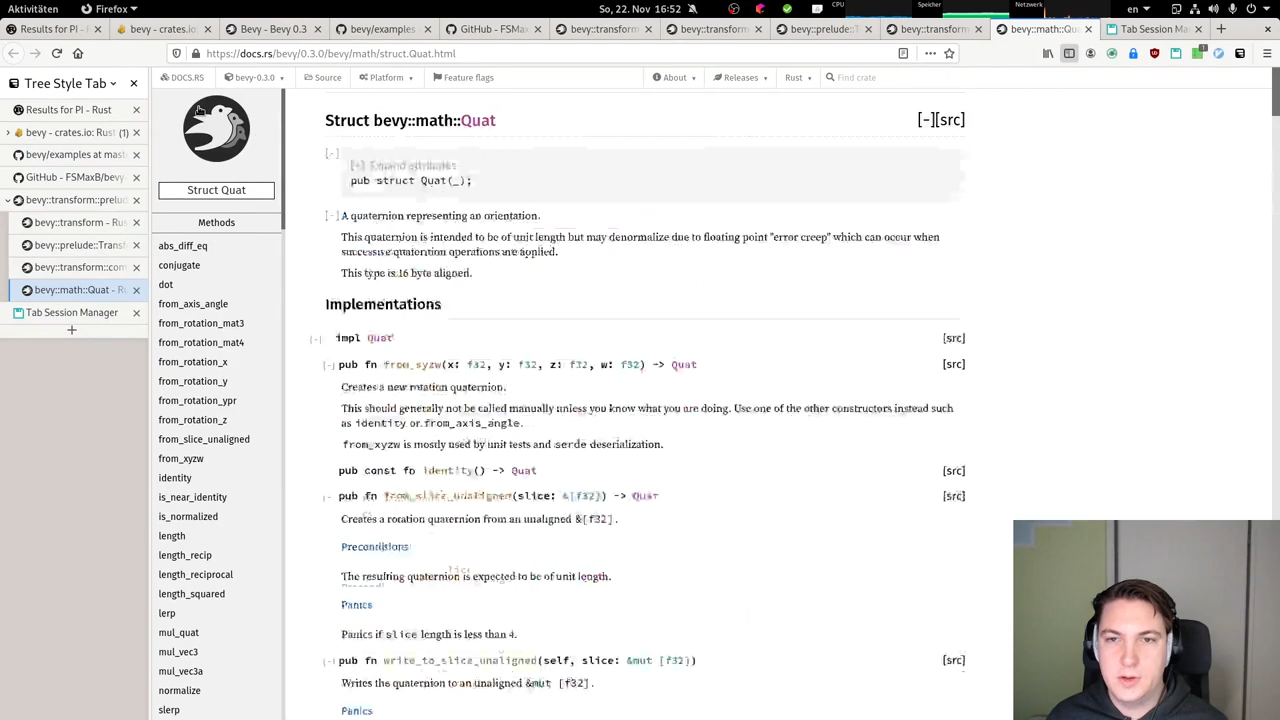 Aktivitäten
Firefox
So, 22. Nov 16:52
CPU
Speicher
Netzwerk
en
Results for PI - Rust
bevy - crates.io:
Bevy - Bevy 0.3
bevy/examples
GitHub - FSMaxB/
bevy::transform
bevy::transform
bevy::prelude::T
bevy::transform
bevy::math::Qua
Tab Session Mana
https://docs.rs/bevy/0.3.0/bevy/math/struct.Quat.html
Tree Style Tab
DOCS.RS
bevy-0.3.0
Source
Platform
Feature flags
About
Releases
Rust
Find crate
Results for PI - Rust
bevy - crates.io: Rust (1)
bevy/examples at mast
GitHub - FSMaxB/bevy
bevy::transform::prelud
bevy::transform - Rus
bevy::prelude::Transf
bevy::transform::com
bevy::math::Quat - Ru
Tab Session Manager
Struct Quat
Methods
abs_diff_eq
conjugate
dot
from_axis_angle
from_rotation_mat3
from_rotation_mat4
from_rotation_x
from_rotation_y
from_rotation_ypr
from_rotation_z
from_slice_unaligned
from_xyzw
identity
is_near_identity
is_normalized
length
length_recip
length_reciprocal
length_squared
lerp
mul_quat
mul_vec3
mul_vec3a
normalize
slerp
Struct bevy::math::Quat
[-][src]
[-]
[+] Expand attributes
pub struct Quat(_);
[-] A quaternion representing an orientation.
This quaternion is intended to be of unit length but may denormalize due to floating point "error creep" which can occur when
successive quaternion operations are applied.
This type is 16 byte aligned.
Implementations
[-] impl Quat [src]
[-] pub fn from_xyzw(x: f32, y: f32, z: f32, w: f32) -> Quat [src]
Creates a new rotation quaternion.
This should generally not be called manually unless you know what you are doing. Use one of the other constructors instead such
as identity or from_axis_angle.
from_xyzw is mostly used by unit tests and serde deserialization.
pub const fn identity() -> Quat [src]
[-] pub fn from_slice_unaligned(slice: &[f32]) -> Quat [src]
Creates a rotation quaternion from an unaligned &[f32].
Preconditions
The resulting quaternion is expected to be of unit length.
Panics
Panics if slice length is less than 4.
[-] pub fn write_to_slice_unaligned(self, slice: &mut [f32]) [src]
Writes the quaternion to an unaligned &mut [f32].
Panics